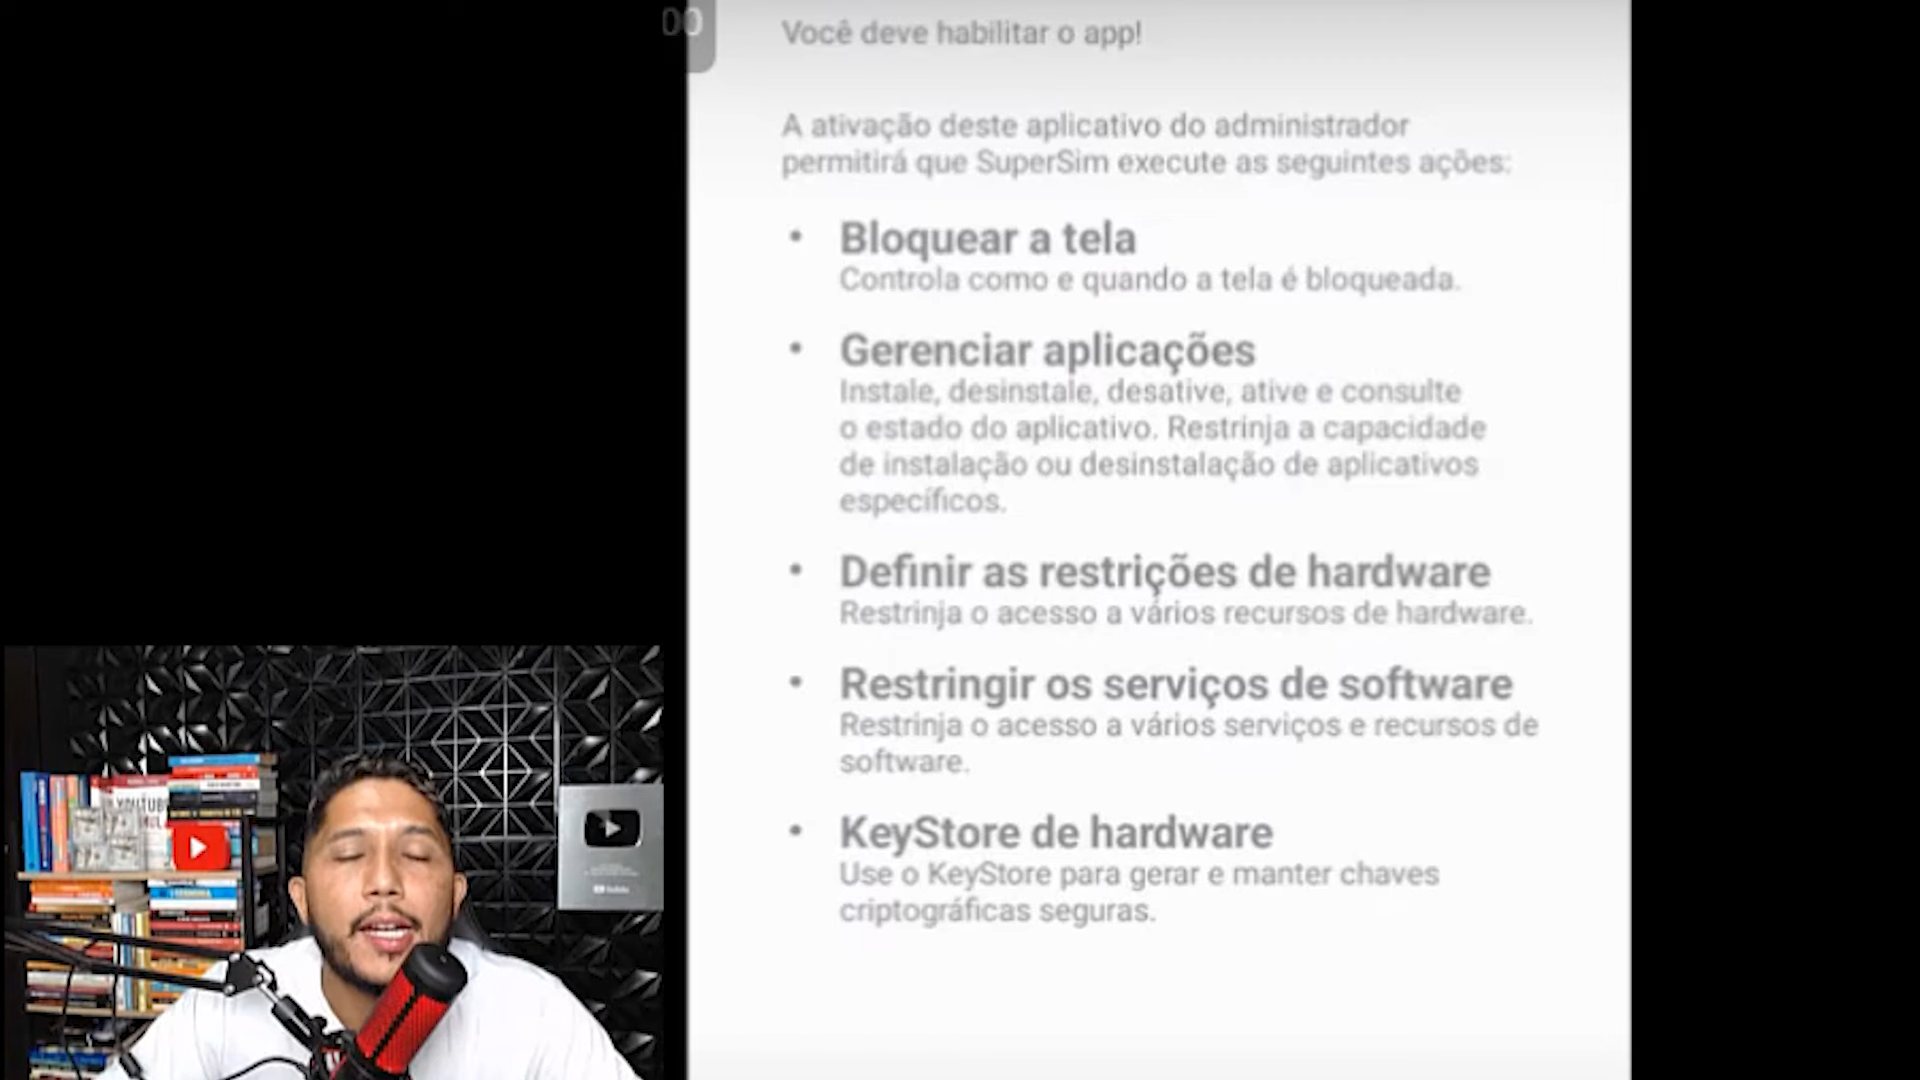 00
Você deve habilitar o app!
A ativação deste aplicativo do administrador
permitirá que SuperSim execute as seguintes ações:
• Bloquear a tela
Controla como e quando a tela é bloqueada.
• Gerenciar aplicações
Instale, desinstale, desative, ative e consulte
o estado do aplicativo. Restrinja a capacidade
de instalação ou desinstalação de aplicativos
específicos.
• Definir as restrições de hardware
Restrinja o acesso a vários recursos de hardware.
• Restringir os serviços de software
Restrinja o acesso a vários serviços e recursos de
software.
• KeyStore de hardware
Use o KeyStore para gerar e manter chaves
criptográficas seguras.